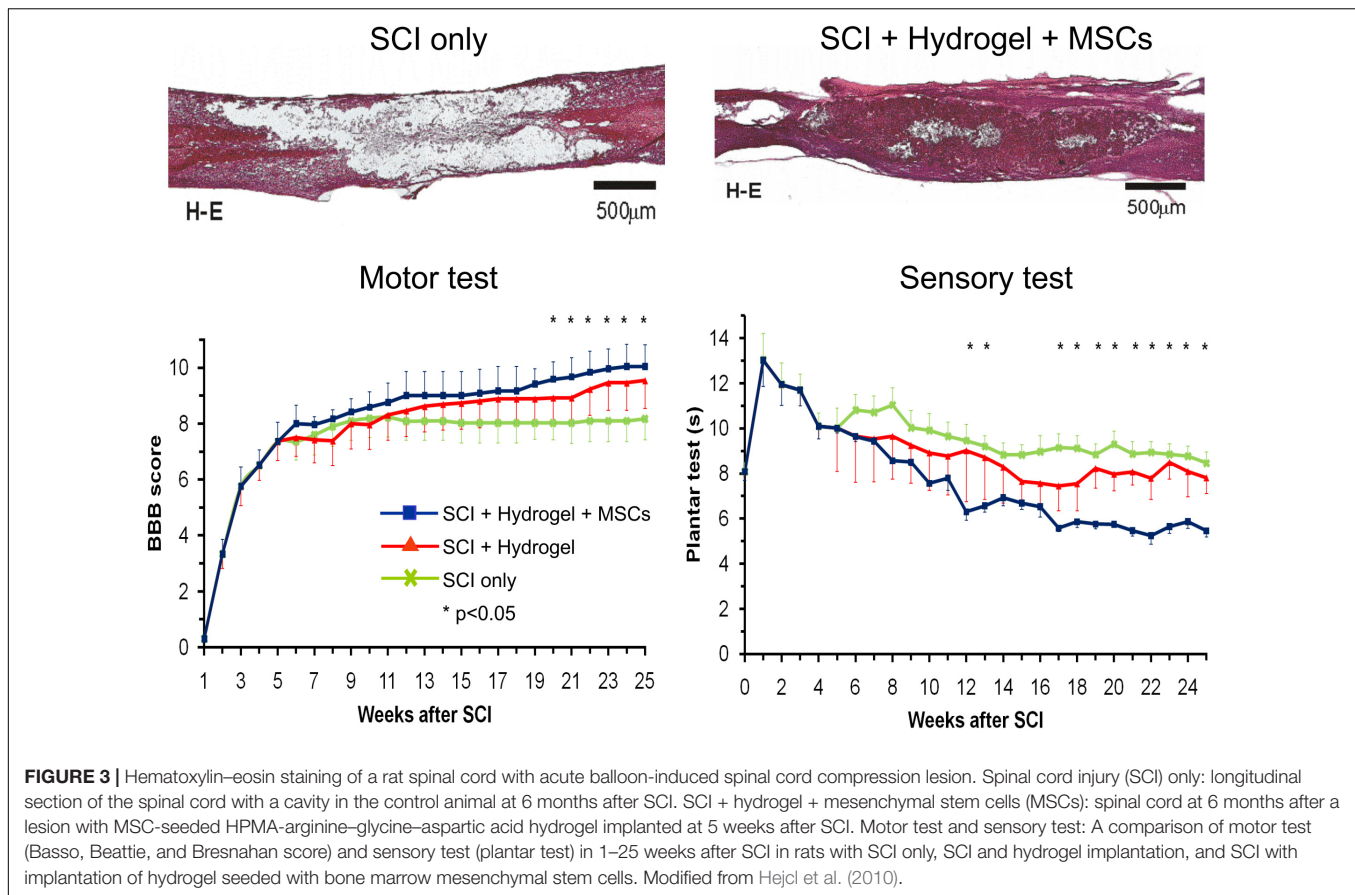 SCI only
SCI + Hydrogel + MSCs
H-E
500µm
H-E
500µm
Motor test
Sensory test
BBB score
10
8
6
4
2
0
* * * * * *
SCI + Hydrogel + MSCs
SCI + Hydrogel
SCI only
* p<0.05
1 3 5 7 9 11 13 15 17 19 21 23 25
Weeks after SCI
Plantar test (s)
14
12
10
8
6
4
2
0
* * * * * * * * * *
0 2 4 6 8 10 12 14 16 18 20 22 24
Weeks after SCI
FIGURE 3 | Hematoxylin–eosin staining of a rat spinal cord with acute balloon-induced spinal cord compression lesion. Spinal cord injury (SCI) only: longitudinal
section of the spinal cord with a cavity in the control animal at 6 months after SCI. SCI + hydrogel + mesenchymal stem cells (MSCs): spinal cord at 6 months after a
lesion with MSC-seeded HPMA-arginine–glycine–aspartic acid hydrogel implanted at 5 weeks after SCI. Motor test and sensory test: A comparison of motor test
(Basso, Beattie, and Bresnahan score) and sensory test (plantar test) in 1–25 weeks after SCI in rats with SCI only, SCI and hydrogel implantation, and SCI with
implantation of hydrogel seeded with bone marrow mesenchymal stem cells. Modified from Hejcl et al. (2010).